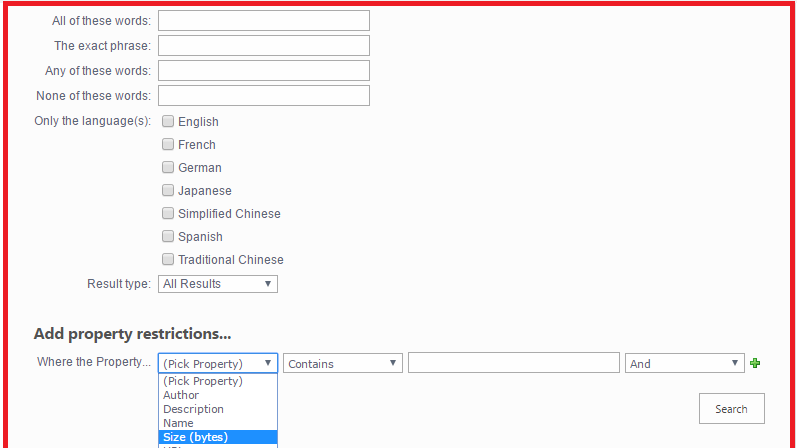 All of these words:
The exact phrase:
Any of these words:
None of these words:
Only the language(s):
English
French
German
Japanese
Simplified Chinese
Spanish
Traditional Chinese
Result type: All Results
Add property restrictions...
Where the Property... (Pick Property) Contains And
(Pick Property)
Author
Description
Name
Size (bytes)
Search